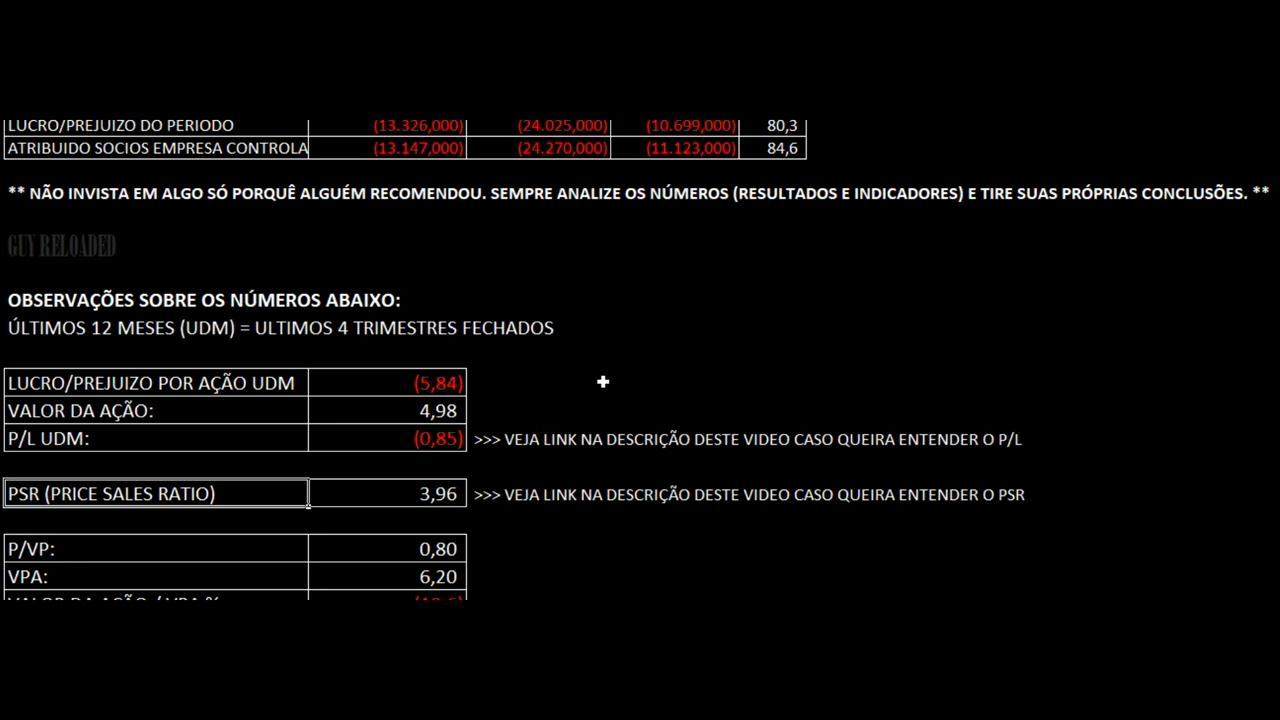 LUCRO/PREJUIZO DO PERIODO (13.326,000) (24.025,000) (10.699,000) 80,3
ATRIBUIDO SOCIOS EMPRESA CONTROLA (13.147,000) (24.270,000) (11.123,000) 84,6
** NÃO INVISTA EM ALGO SÓ PORQUÊ ALGUÉM RECOMENDOU. SEMPRE ANALIZE OS NÚMEROS (RESULTADOS E INDICADORES) E TIRE SUAS PRÓPRIAS CONCLUSÕES. **
GUY RELOADED
OBSERVAÇÕES SOBRE OS NÚMEROS ABAIXO:
ÚLTIMOS 12 MESES (UDM) = ULTIMOS 4 TRIMESTRES FECHADOS
LUCRO/PREJUIZO POR AÇÃO UDM (5,84)
VALOR DA AÇÃO: 4,98
P/L UDM: (0,85) >>> VEJA LINK NA DESCRIÇÃO DESTE VIDEO CASO QUEIRA ENTENDER O P/L
PSR (PRICE SALES RATIO) 3,96 >>> VEJA LINK NA DESCRIÇÃO DESTE VIDEO CASO QUEIRA ENTENDER O PSR
P/VP: 0,80
VPA: 6,20
VALOR DA AÇÃO / VPA %